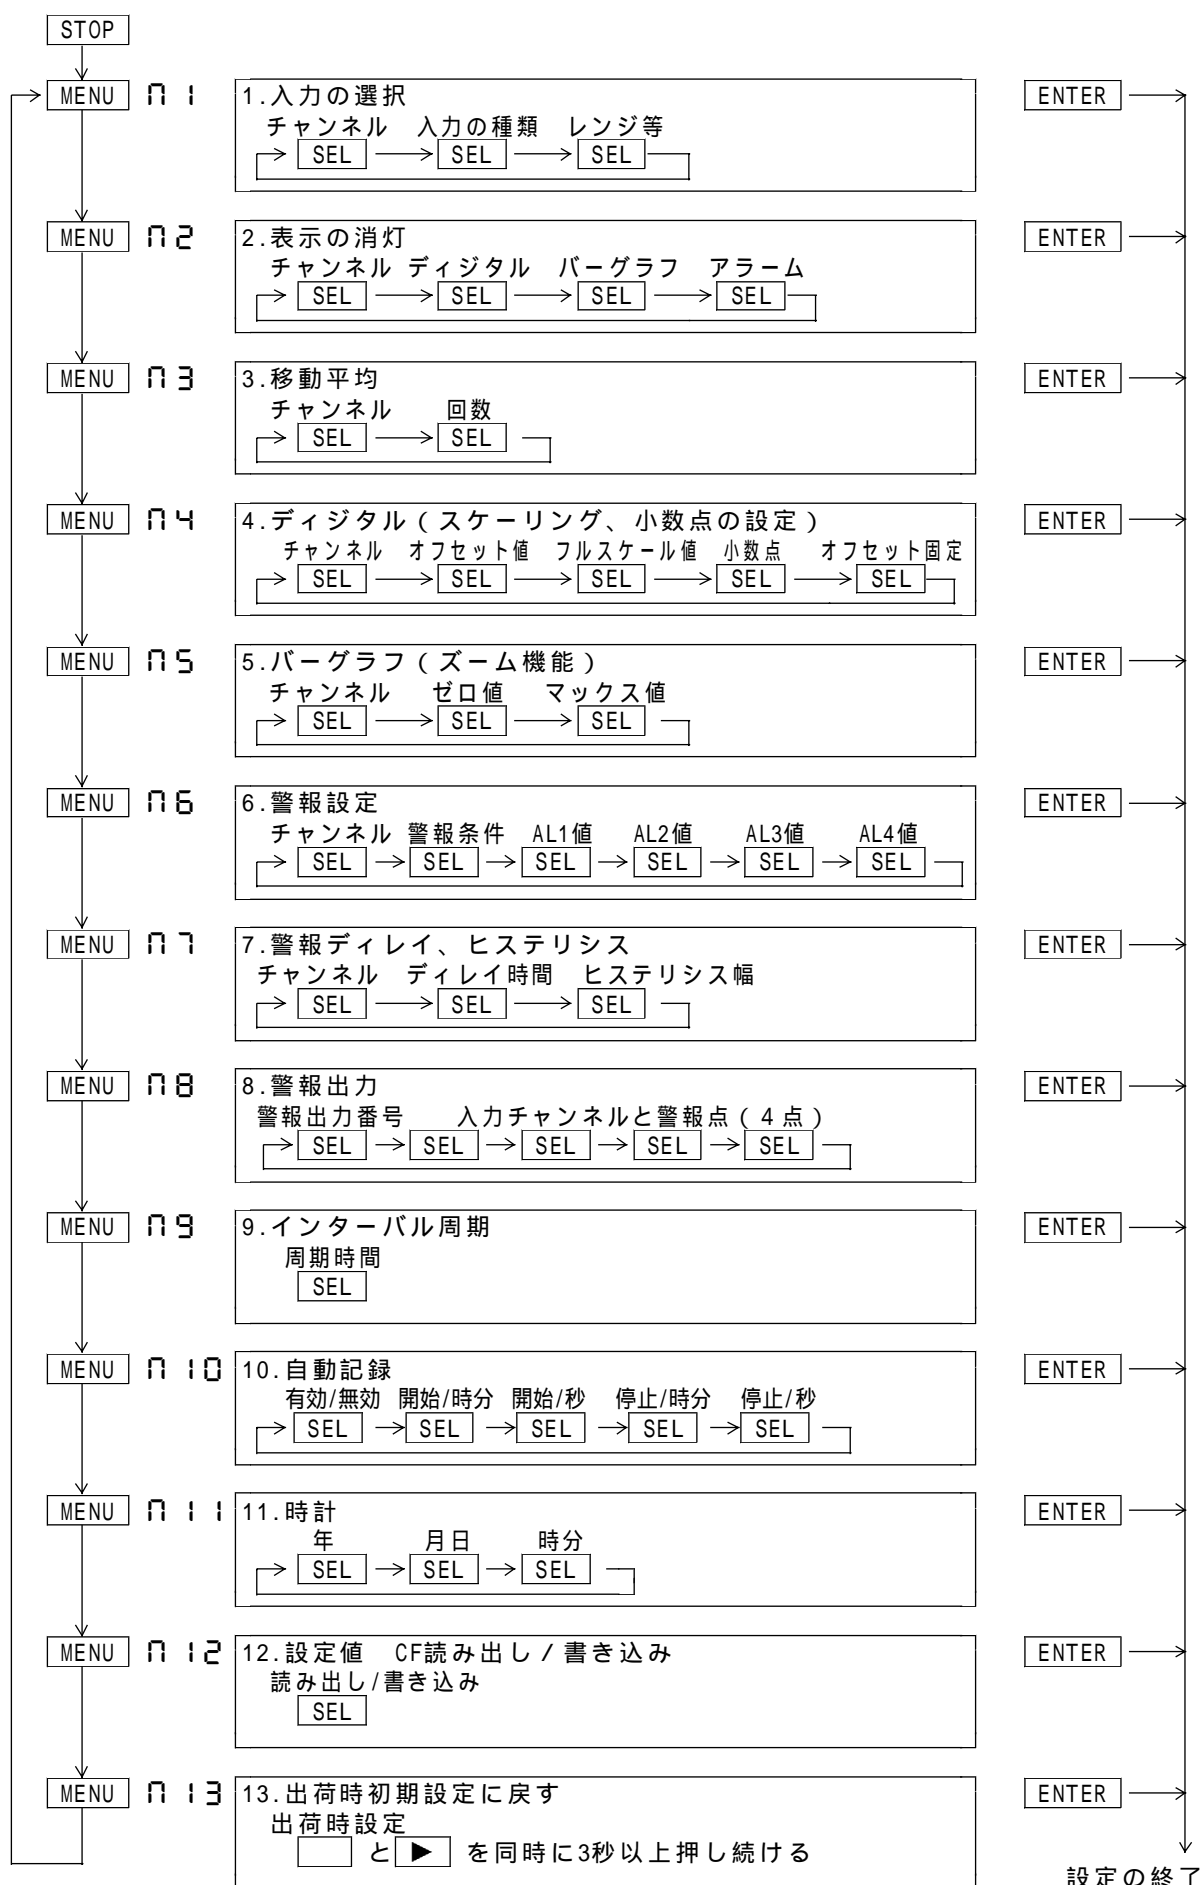 STOP
MENU n 1 1.入力の選択 ENTER
チャンネル 入力の種類 レンジ等
SEL SEL SEL
MENU n2 2.表示の消灯 ENTER
チャンネル ディジタル バーグラフ アラーム
SEL SEL SEL SEL
MENU n3 3.移動平均 ENTER
チャンネル 回数
SEL SEL
MENU n4 4.ディジタル(スケーリング、小数点の設定) ENTER
チャンネル オフセット値 フルスケール値 小数点 オフセット固定
SEL SEL SEL SEL SEL
MENU n5 5.バーグラフ(ズーム機能) ENTER
チャンネル ゼロ値 マックス値
SEL SEL SEL
MENU n6 6.警報設定 ENTER
チャンネル 警報条件 AL1値 AL2値 AL3値 AL4値
SEL SEL SEL SEL SEL SEL
MENU n7 7.警報ディレイ、ヒステリシス ENTER
チャンネル ディレイ時間 ヒステリシス幅
SEL SEL SEL
MENU n8 8.警報出力 ENTER
警報出力番号 入力チャンネルと警報点(4点)
SEL SEL SEL SEL SEL
MENU n9 9.インターバル周期 ENTER
周期時間
SEL
MENU n 10 10.自動記録 ENTER
有効/無効 開始/時分 開始/秒 停止/時分 停止/秒
SEL SEL SEL SEL SEL
MENU n 11 11.時計 ENTER
年 月日 時分
SEL SEL SEL
MENU n 12 12.設定値 CF読み出し/書き込み ENTER
読み出し/書き込み
SEL
MENU n 13 13.出荷時初期設定に戻す ENTER
出荷時設定
と ▶ を同時に3秒以上押し続ける
設定の終了